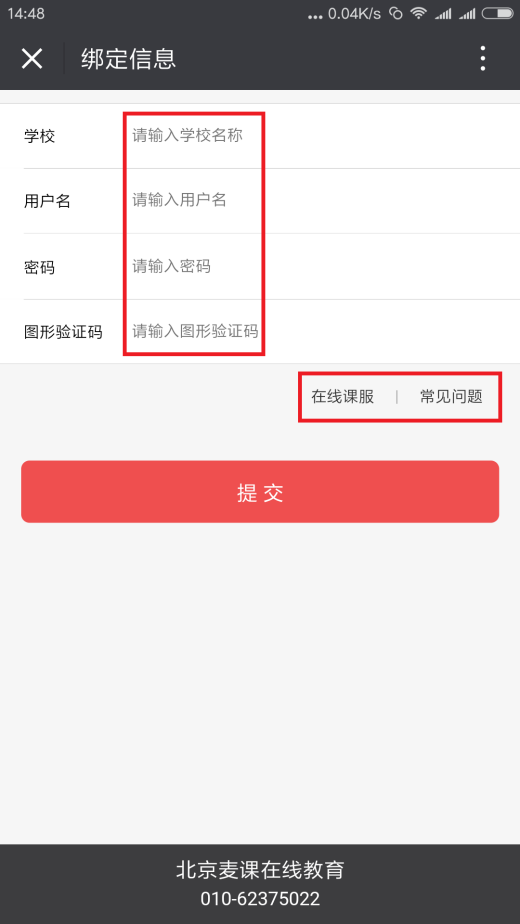 14:48 ... 0.04K/s
绑定信息
学校 请输入学校名称
用户名 请输入用户名
密码 请输入密码
图形验证码 请输入图形验证码
在线课服 | 常见问题
提 交
北京麦课在线教育
010-62375022